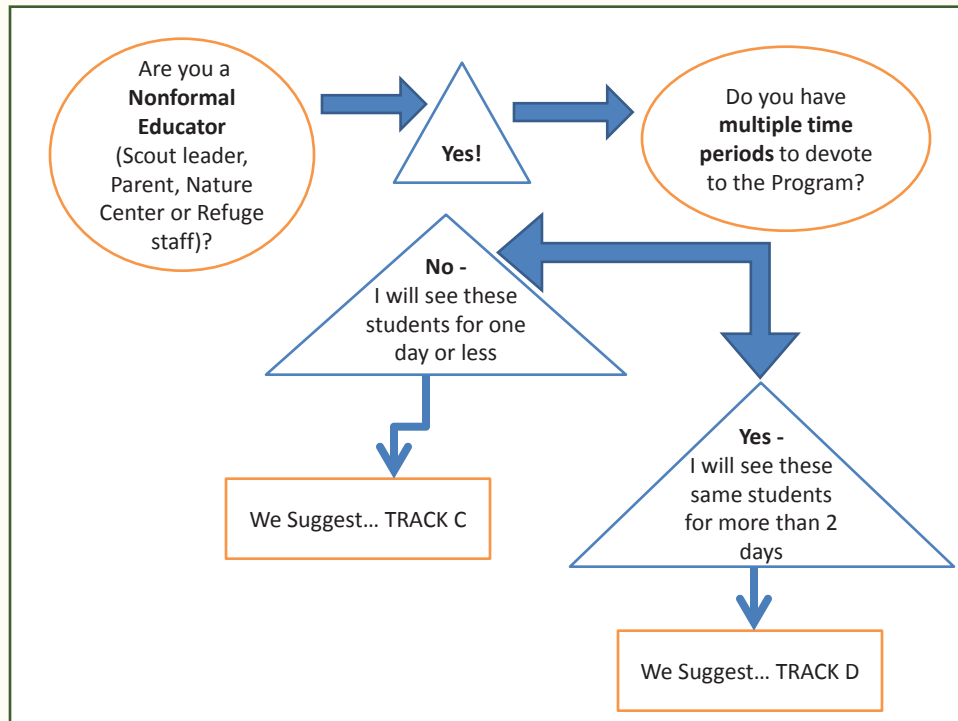 Are you a
Nonformal
Educator
(Scout leader,
Parent, Nature
Center or Refuge
staff)?
Yes!
Do you have
multiple time
periods to devote
to the Program?
No -
I will see these
students for one
day or less
Yes -
I will see these
same students
for more than 2
days
We Suggest... TRACK C
We Suggest... TRACK D